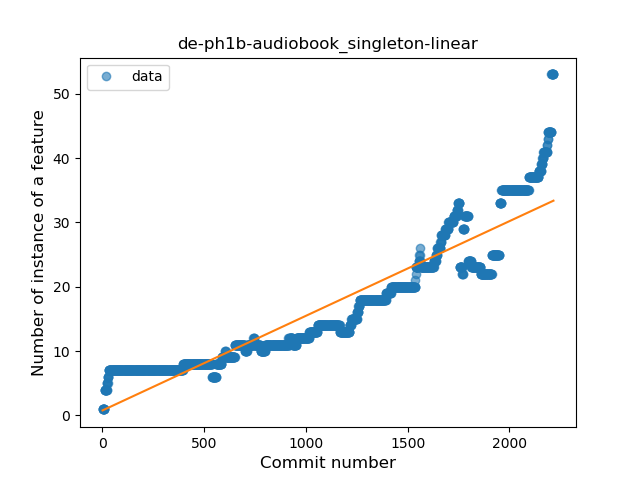 de-ph1b-audiobook_singleton-linear
data
Number of instance of a feature
50
40
30
20
10
0
0 500 1000 1500 2000
Commit number